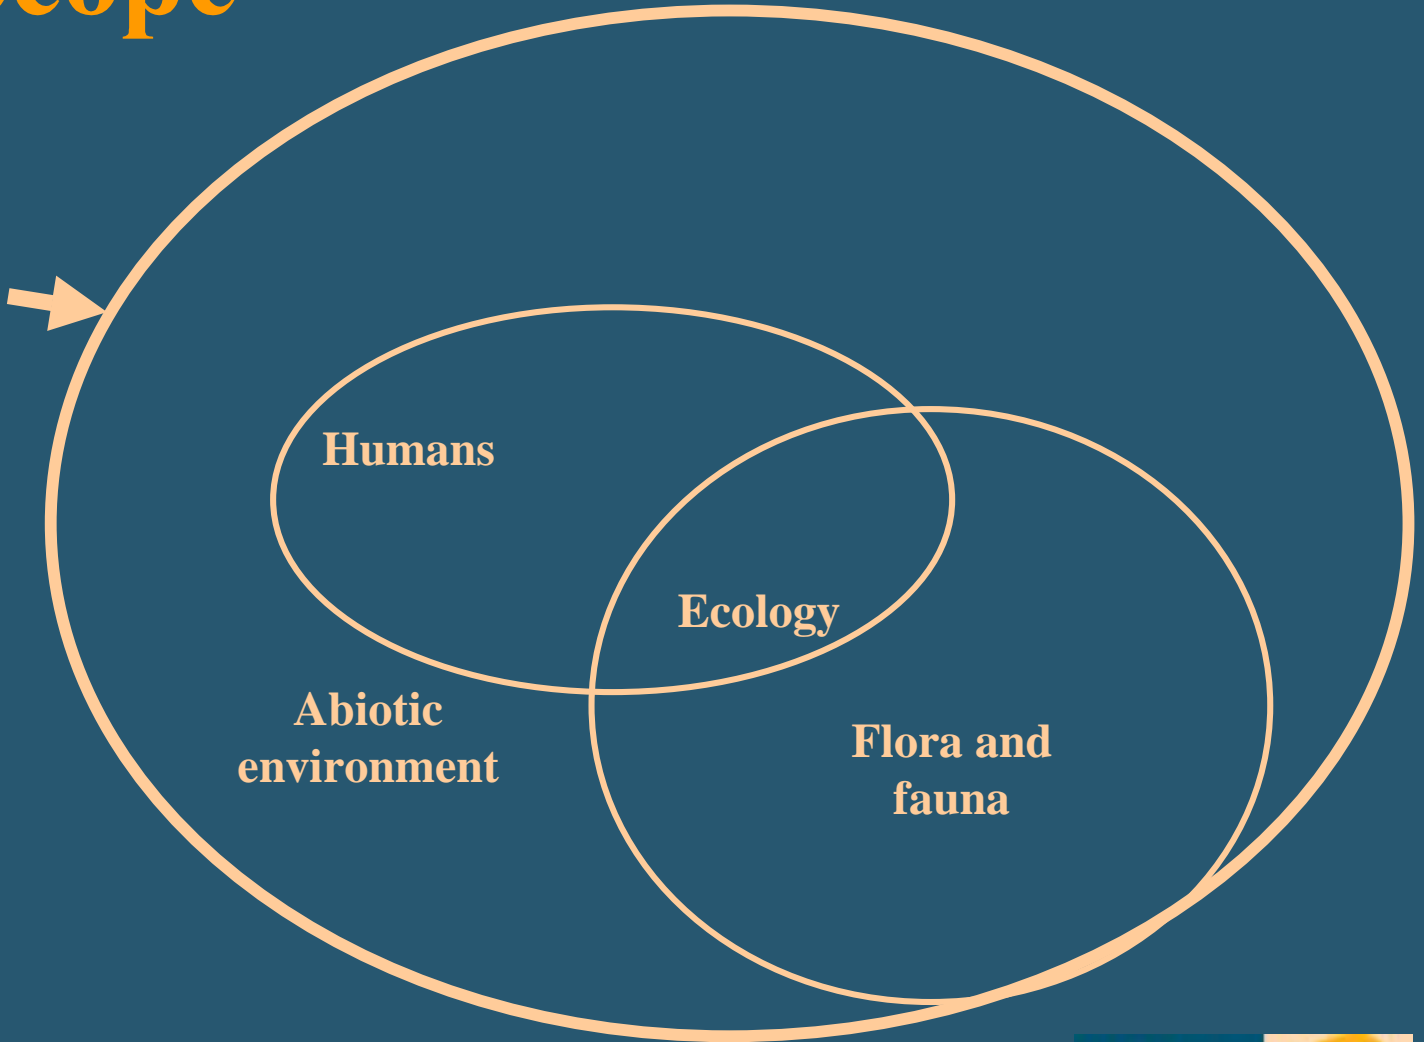 Humans
Ecology
Abiotic
environment
Flora and
fauna